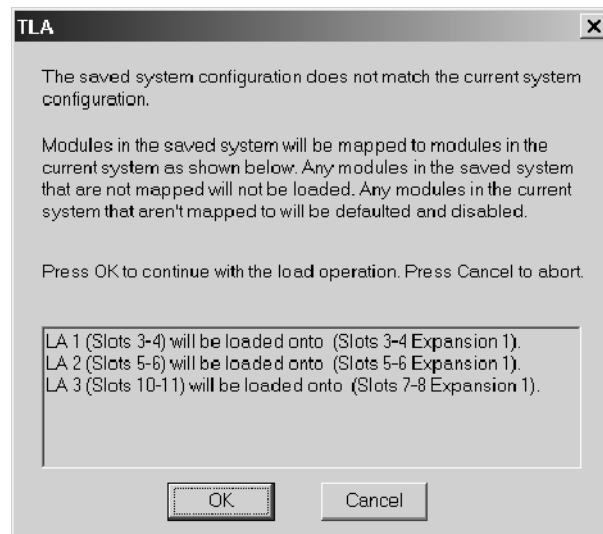 TLA
The saved system configuration does not match the current system
configuration.
Modules in the saved system will be mapped to modules in the
current system as shown below. Any modules in the saved system
that are not mapped will not be loaded. Any modules in the current
system that aren't mapped to will be defaulted and disabled.
Press OK to continue with the load operation. Press Cancel to abort.
LA 1 (Slots 3-4) will be loaded onto (Slots 3-4 Expansion 1).
LA 2 (Slots 5-6) will be loaded onto (Slots 5-6 Expansion 1).
LA 3 (Slots 10-11) will be loaded onto (Slots 7-8 Expansion 1).
OK
Cancel